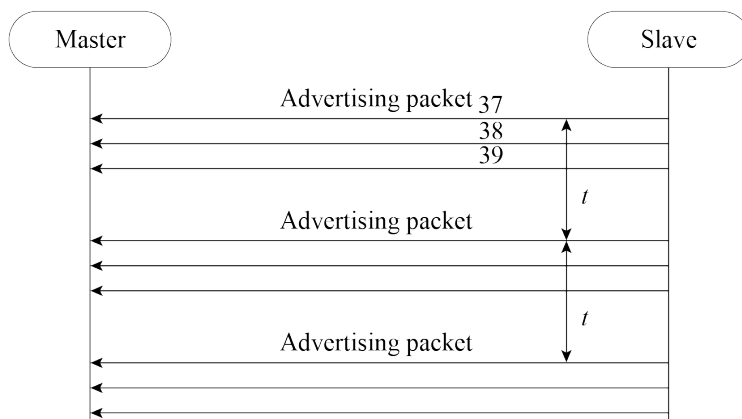 Master Slave
Advertising packet 37
38
39
t
Advertising packet
t
Advertising packet